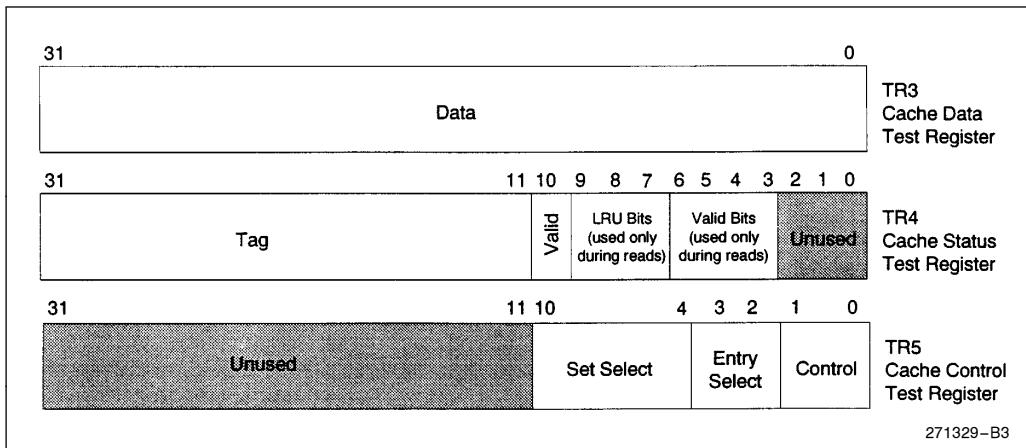 31 0
Data
TR3
Cache Data
Test Register
31 11 10 9 8 7 6 5 4 3 2 1 0
Tag
Valid
LRU Bits
(used only
during reads)
Valid Bits
(used only
during reads)
Unused
TR4
Cache Status
Test Register
31 11 10 4 3 2 1 0
Unused
Set Select
Entry
Select
Control
TR5
Cache Control
Test Register
271329–B3